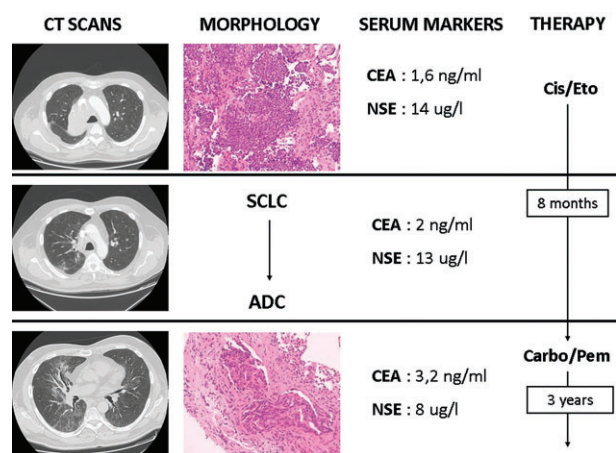 CT SCANS MORPHOLOGY SERUM MARKERS THERAPY
CEA : 1,6 ng/ml
NSE : 14 ug/l
Cis/Eto
SCLC
ADC
CEA : 2 ng/ml
NSE : 13 ug/l
8 months
CEA : 3,2 ng/ml
NSE : 8 ug/l
Carbo/Pem
3 years